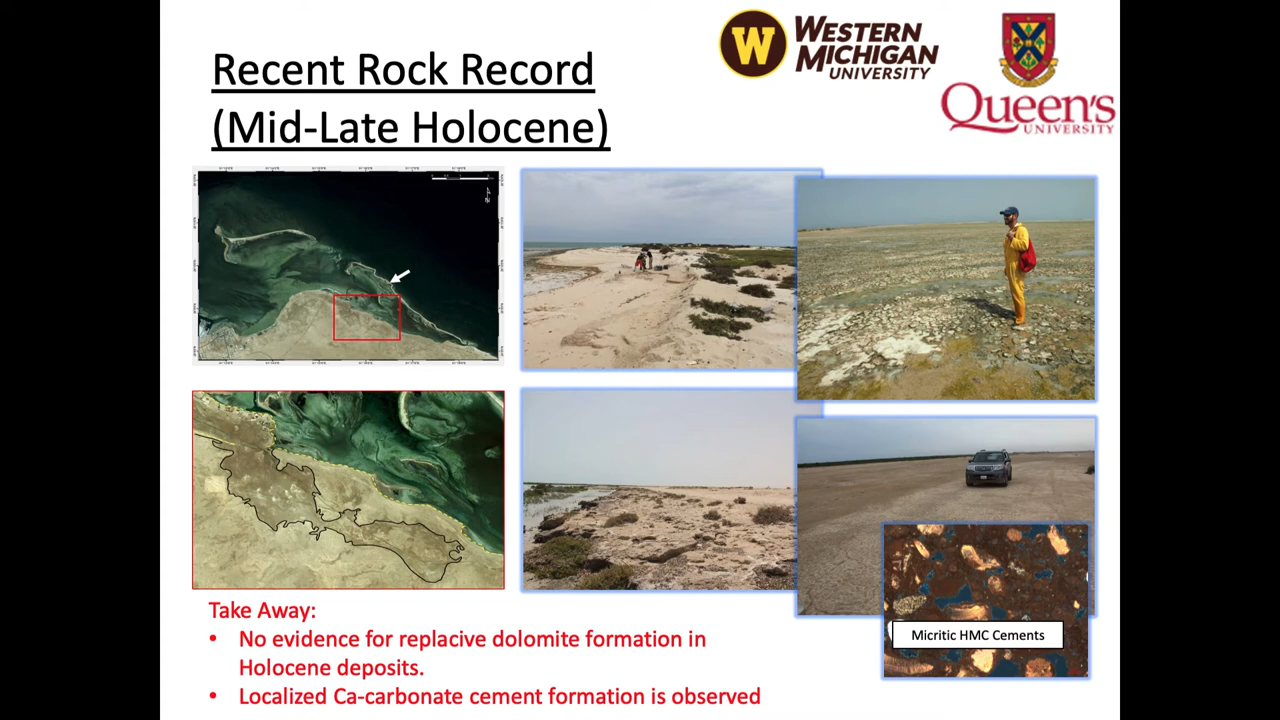 Recent Rock Record
(Mid-Late Holocene)
W
WESTERN
MICHIGAN
UNIVERSITY
Queen's
UNIVERSITY
Micritic HMC Cements
Take Away:
• No evidence for replacive dolomite formation in
Holocene deposits.
• Localized Ca-carbonate cement formation is observed